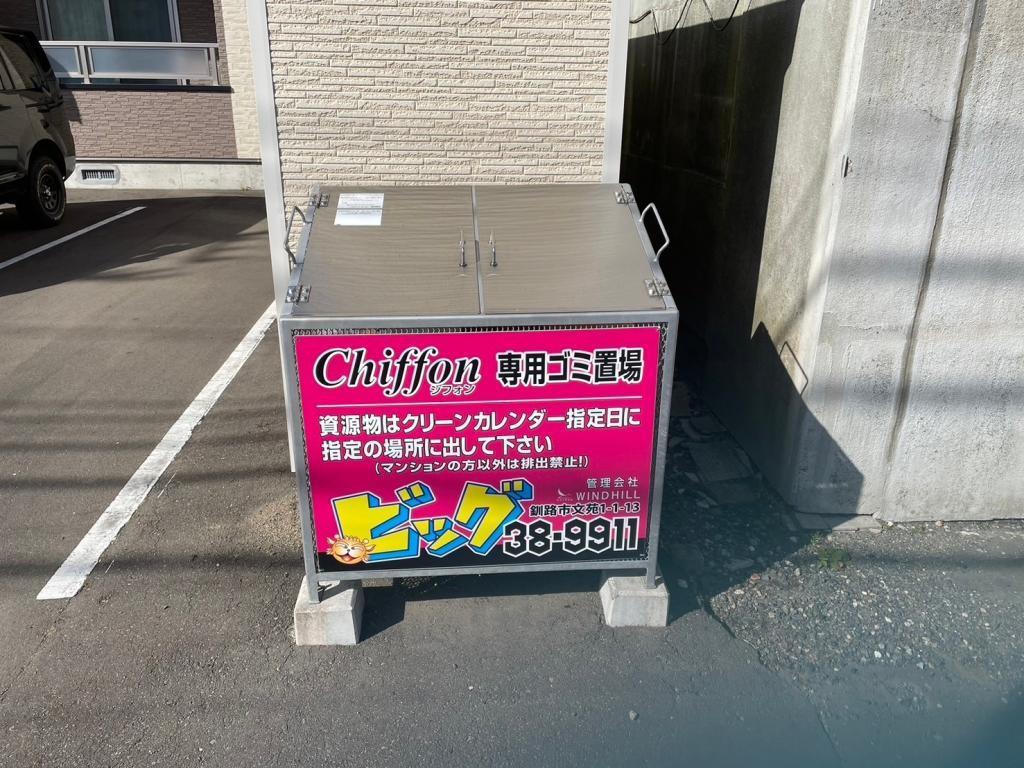 Chiffon 専用ゴミ置場
シフォン
資源物はクリーンカレンダー指定日に
指定の場所に出して下さい
(マンションの方以外は排出禁止!)
ビッグ
管理会社
WINDHILL
釧路市文苑1-1-13
38-9911